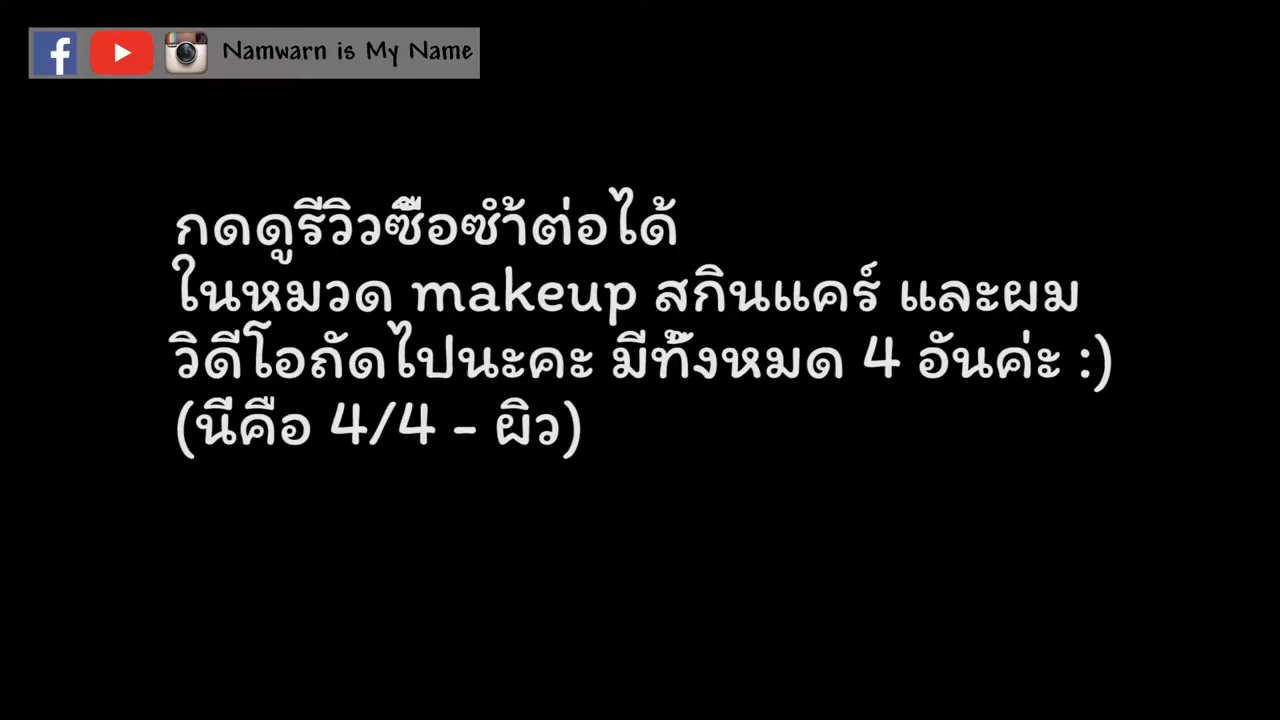 Namwarn is My Name
กดดูรีวิวซื้อซ้ำต่อได้
ในหมวด makeup สกินแคร์ และผม
วิดีโอถัดไปนะคะ มีทั้งหมด 4 อันค่ะ :)
(นี่คือ 4/4 - ผิว)